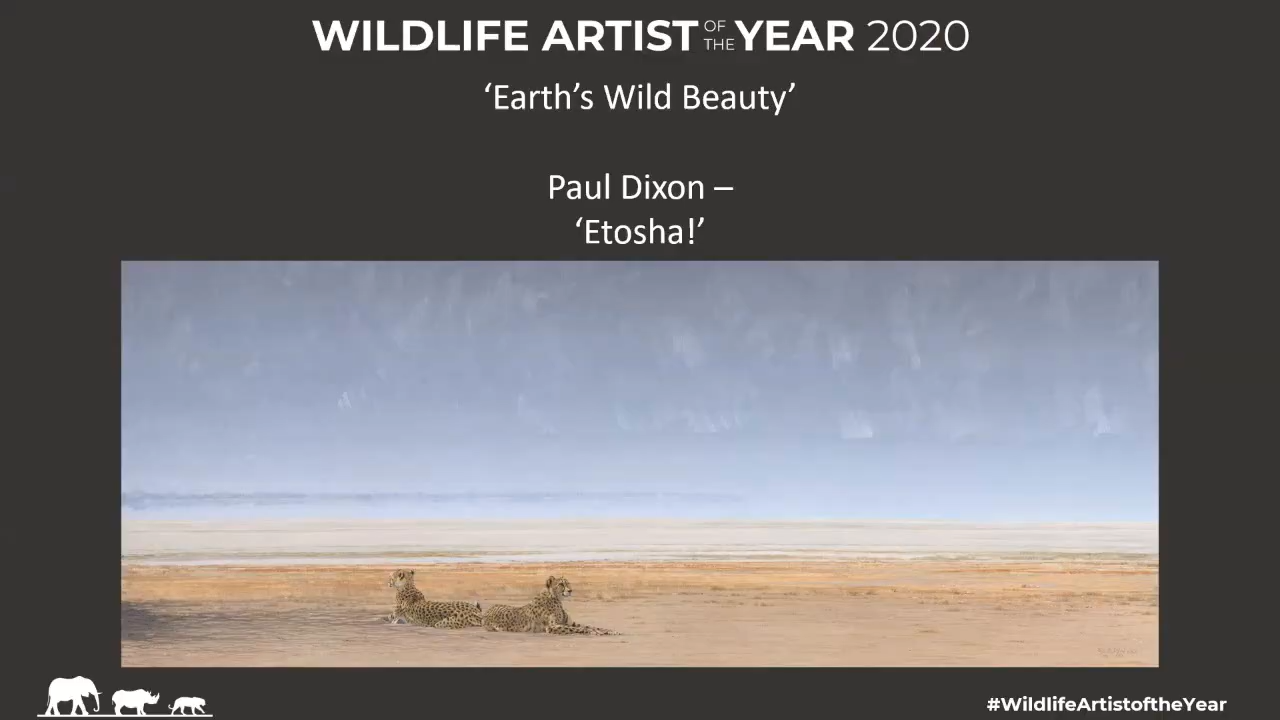 WILDLIFE ARTIST OF THE YEAR 2020
‘Earth’s Wild Beauty’
Paul Dixon –
‘Etosha!’
#WildlifeArtistoftheYear